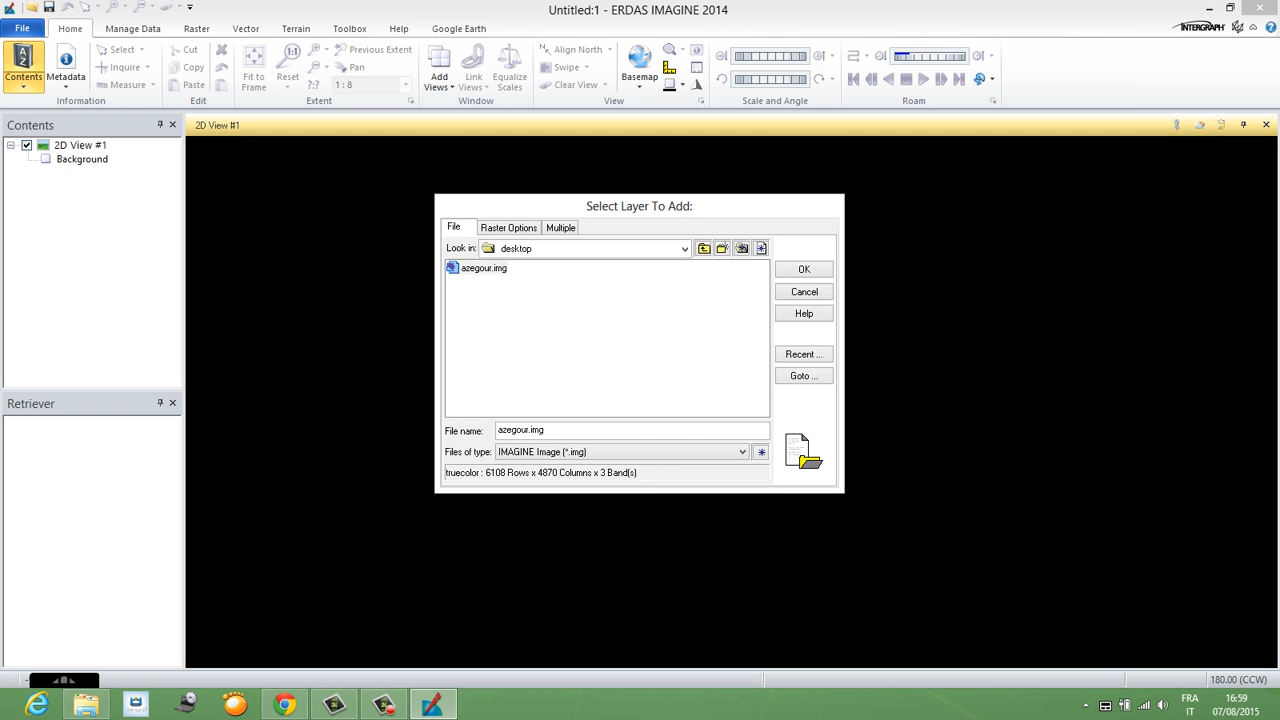 Untitled:1 - ERDAS IMAGINE 2014
File Home Manage Data Raster Vector Terrain Toolbox Help Google Earth INTERGRAPH
Contents
Metadata
Select
Inquire
Measure
Information
Cut
Copy
Paste
Edit
Fit to Frame
Reset
1:1
?:?
Previous Extent
Pan
1 : 8
Extent
Add Views
Link Views
Equalize Scales
Window
Align North
Swipe
Clear View
Basemap
View
Scale and Angle
Roam
Contents
2D View #1
Background
Retriever
2D View #1
Select Layer To Add:
File Raster Options Multiple
Look in: desktop
azegour.img
OK
Cancel
Help
Recent ...
Goto ...
File name: azegour.img
Files of type: IMAGINE Image (*.img)
truecolor : 6108 Rows x 4870 Columns x 3 Band(s)
180.00 (CCW)
FRA
IT
16:59
07/08/2015